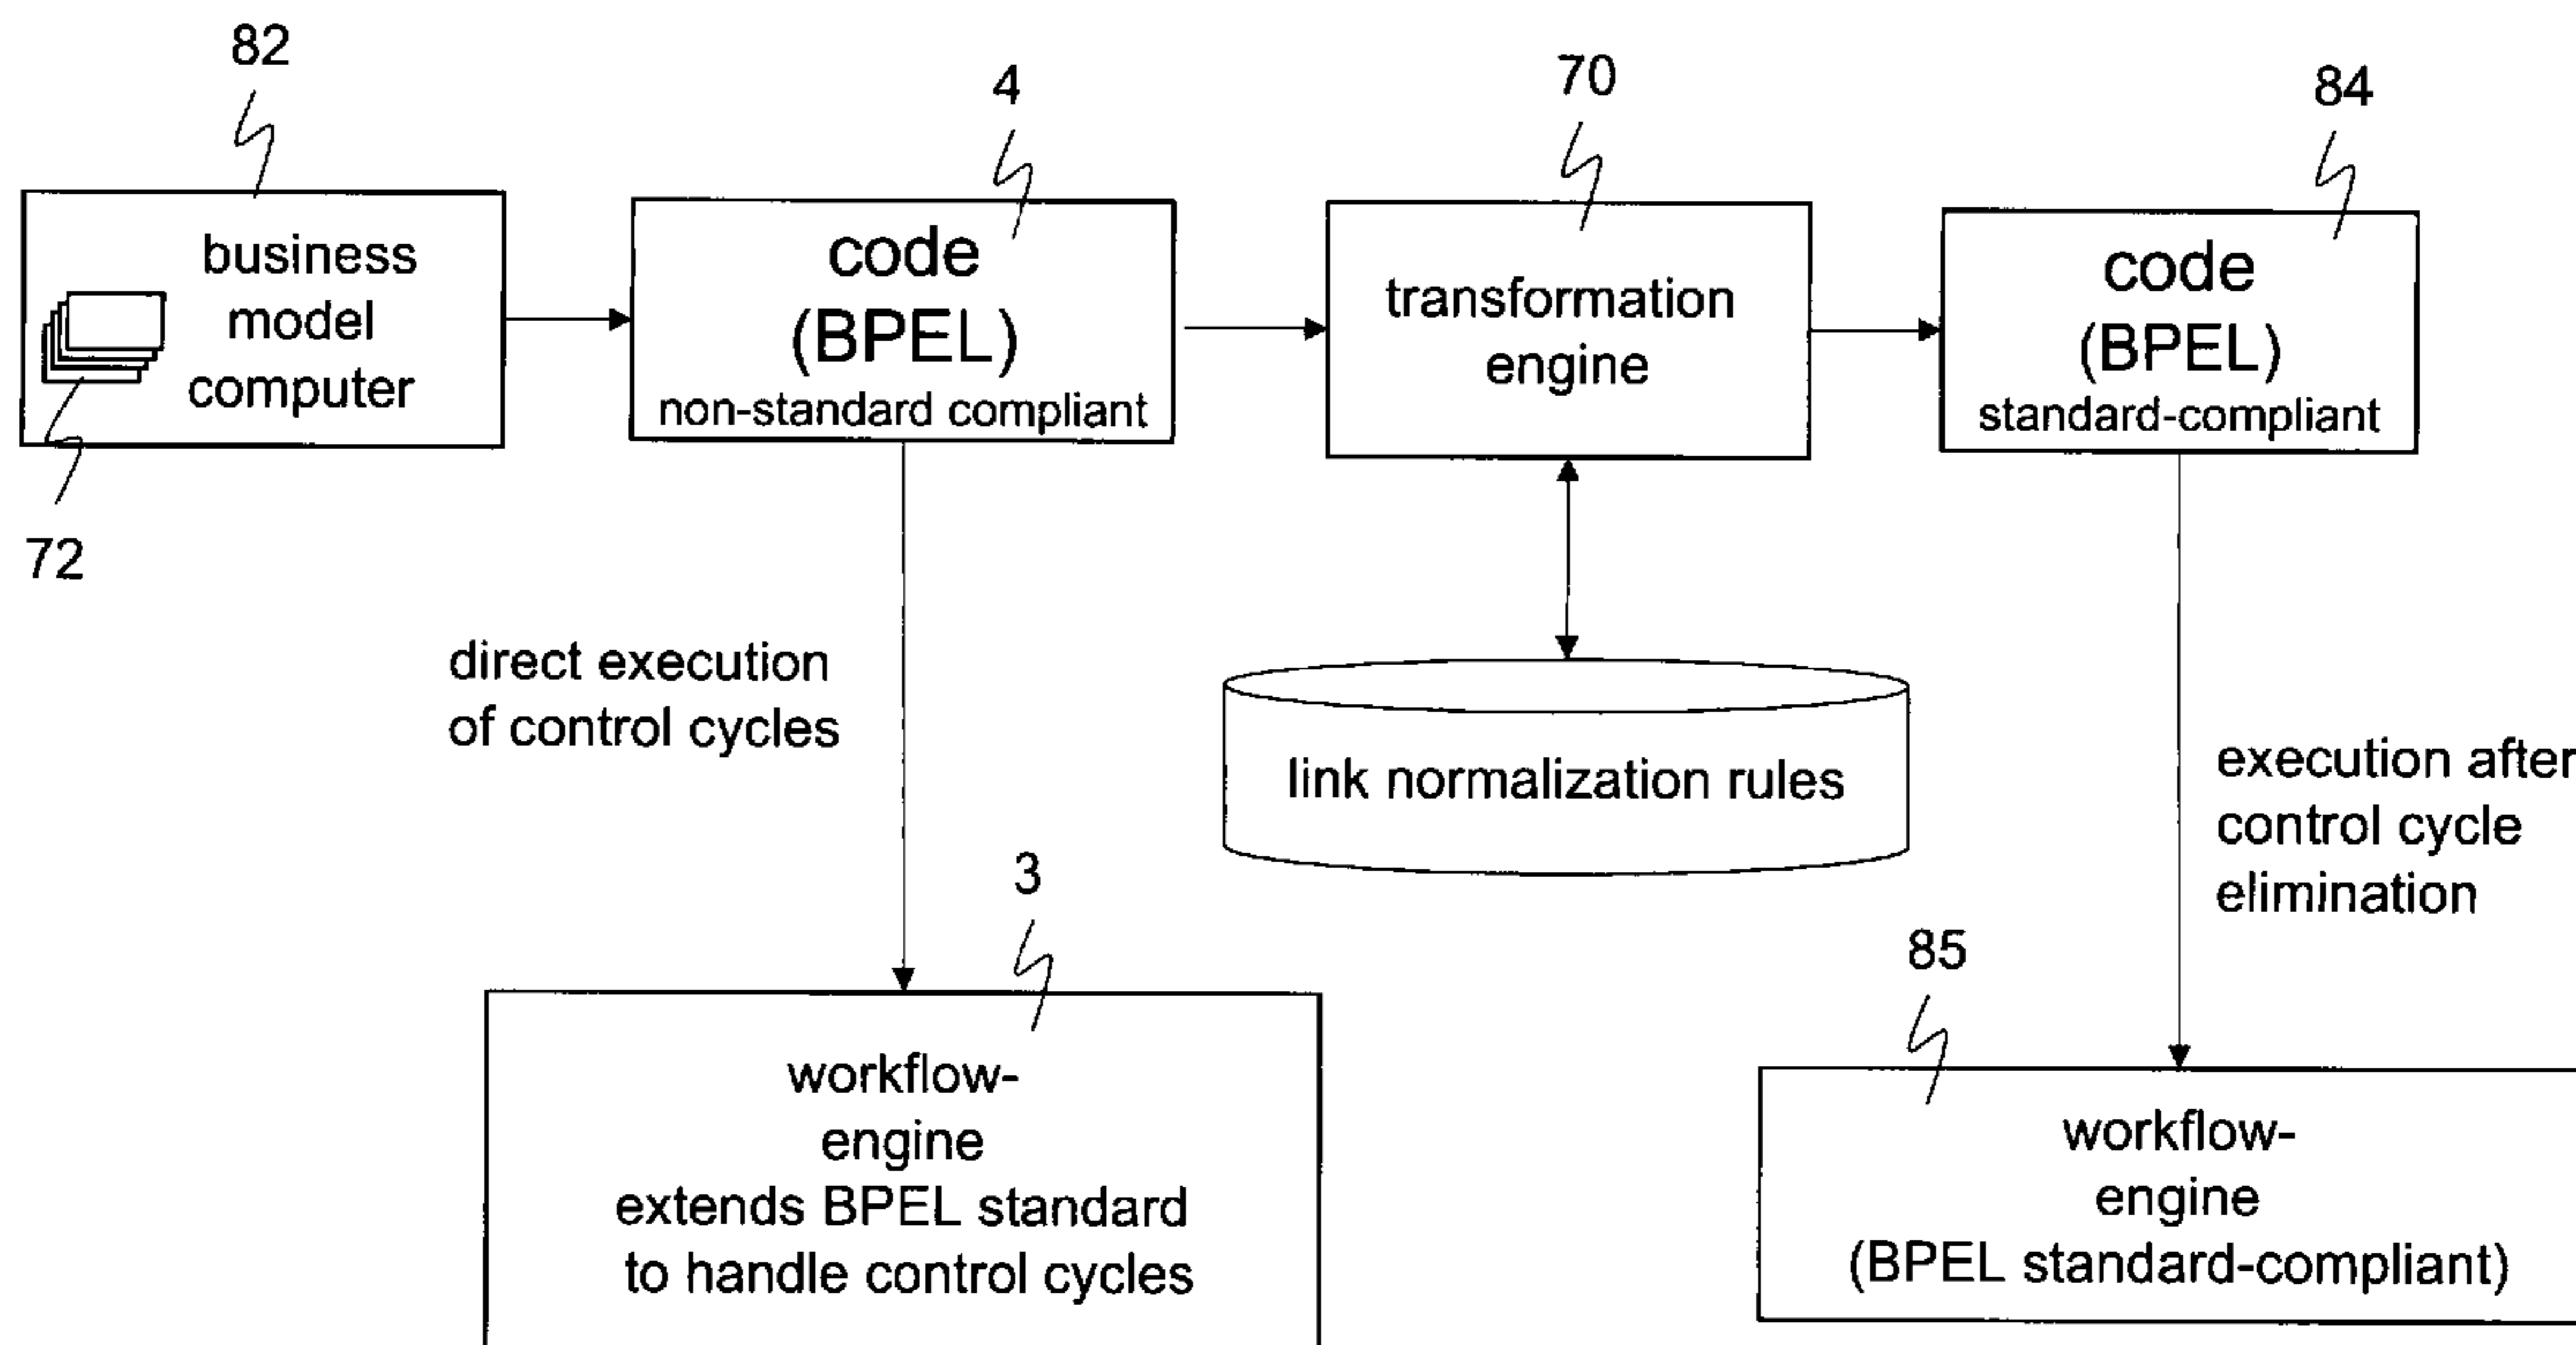 82
4
70
84
business
model
computer
code
(BPEL)
non-standard compliant
transformation
engine
code
(BPEL)
standard-compliant
72
direct execution
of control cycles
link normalization rules
execution after
control cycle
elimination
3
85
workflow-
engine
extends BPEL standard
to handle control cycles
workflow-
engine
(BPEL standard-compliant)